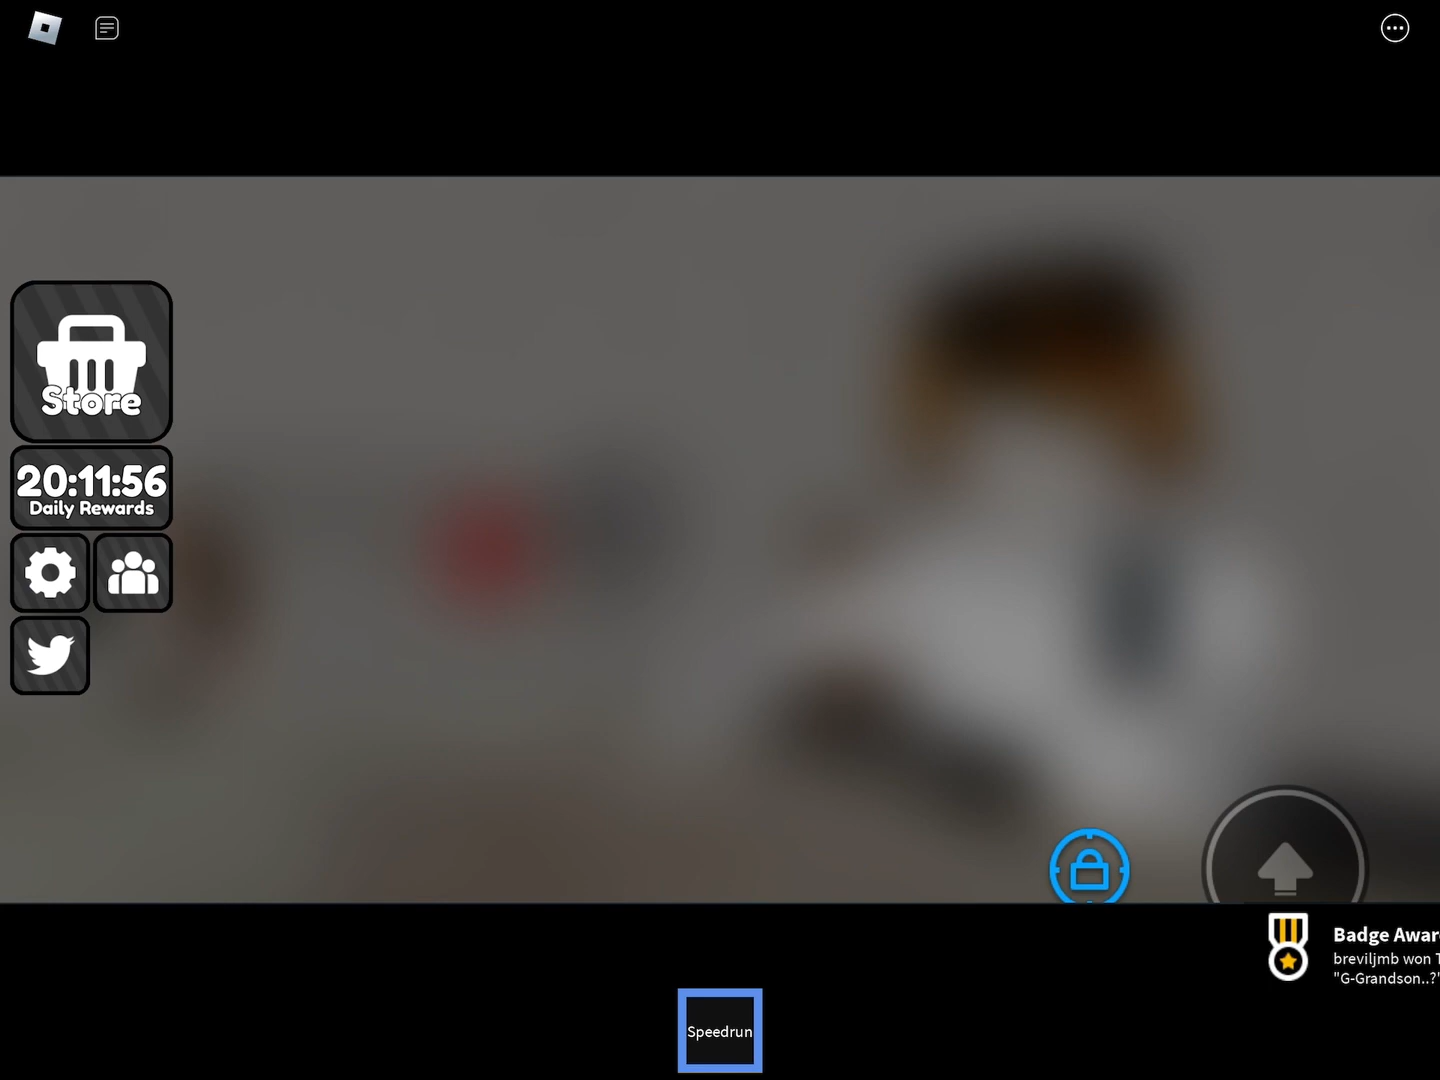 Store
20:11:56
Daily Rewards
Badge Awar
breviljmb won T
"G-Grandson..?"
Speedrun